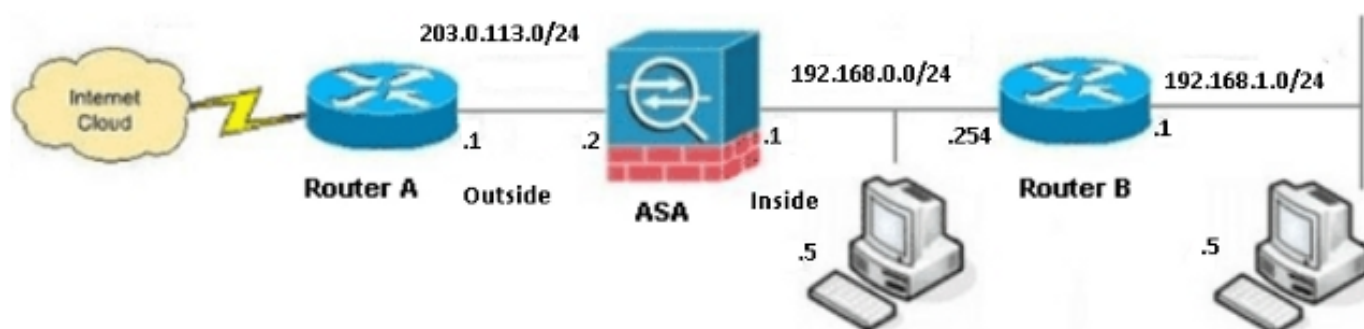 203.0.113.0/24
192.168.0.0/24
192.168.1.0/24
Internet
Cloud
.1
.2
.1
.254
.1
Router A
Outside
ASA
Inside
Router B
.5
.5